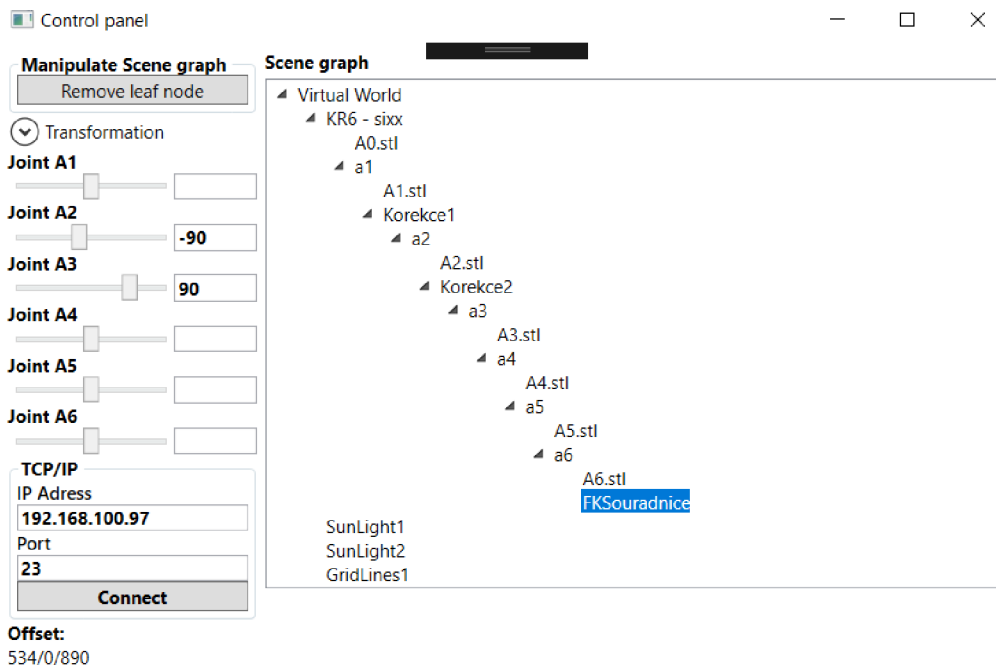 Control panel
Manipulate Scene graph
Remove leaf node
Transformation
Joint A1
Joint A2
-90
Joint A3
90
Joint A4
Joint A5
Joint A6
TCP/IP
IP Adress
192.168.100.97
Port
23
Connect
Offset:
534/0/890
Scene graph
Virtual World
KR6 - sixx
A0.stl
a1
A1.stl
Korekce1
a2
A2.stl
Korekce2
a3
A3.stl
a4
A4.stl
a5
A5.stl
a6
A6.stl
FKSouradnice
SunLight1
SunLight2
GridLines1